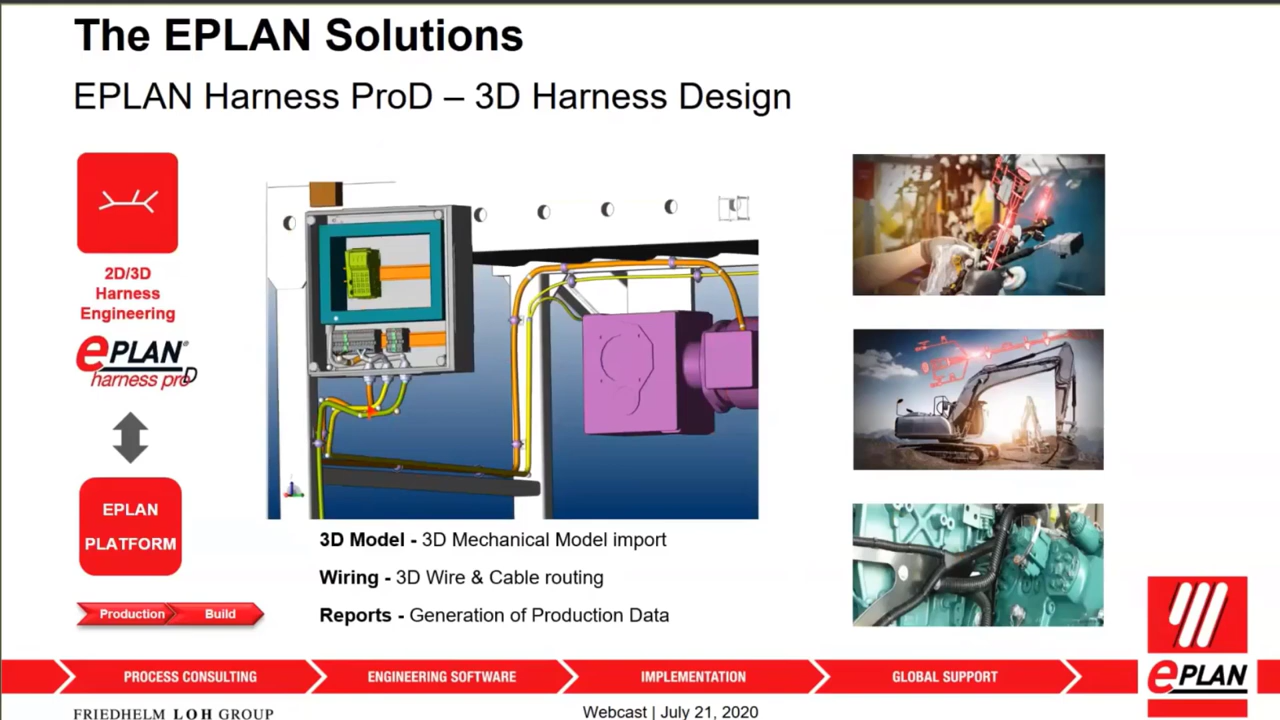 The EPLAN Solutions
EPLAN Harness ProD – 3D Harness Design
2D/3D
Harness
Engineering
ePLAN®
harness proD
EPLAN
PLATFORM
Production
Build
3D Model - 3D Mechanical Model import
Wiring - 3D Wire & Cable routing
Reports - Generation of Production Data
PROCESS CONSULTING
ENGINEERING SOFTWARE
IMPLEMENTATION
GLOBAL SUPPORT
ePLAN
FRIEDHELM LOH GROUP
Webcast | July 21, 2020